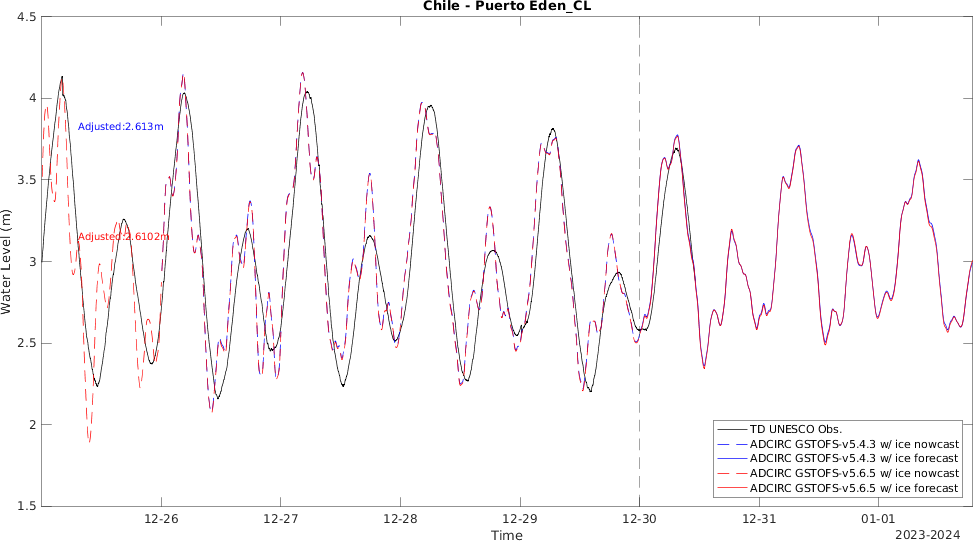 Chile - Puerto Eden_CL
4.5
4
3.5
3
2.5
2
1.5
Water Level (m)
Adjusted:2.613m
Adjusted:2.6102m
TD UNESCO Obs.
ADCIRC GSTOFS-v5.4.3 w/ ice nowcast
ADCIRC GSTOFS-v5.4.3 w/ ice forecast
ADCIRC GSTOFS-v5.6.5 w/ ice nowcast
ADCIRC GSTOFS-v5.6.5 w/ ice forecast
12-26 12-27 12-28 12-29 12-30 12-31 01-01
Time
2023-2024